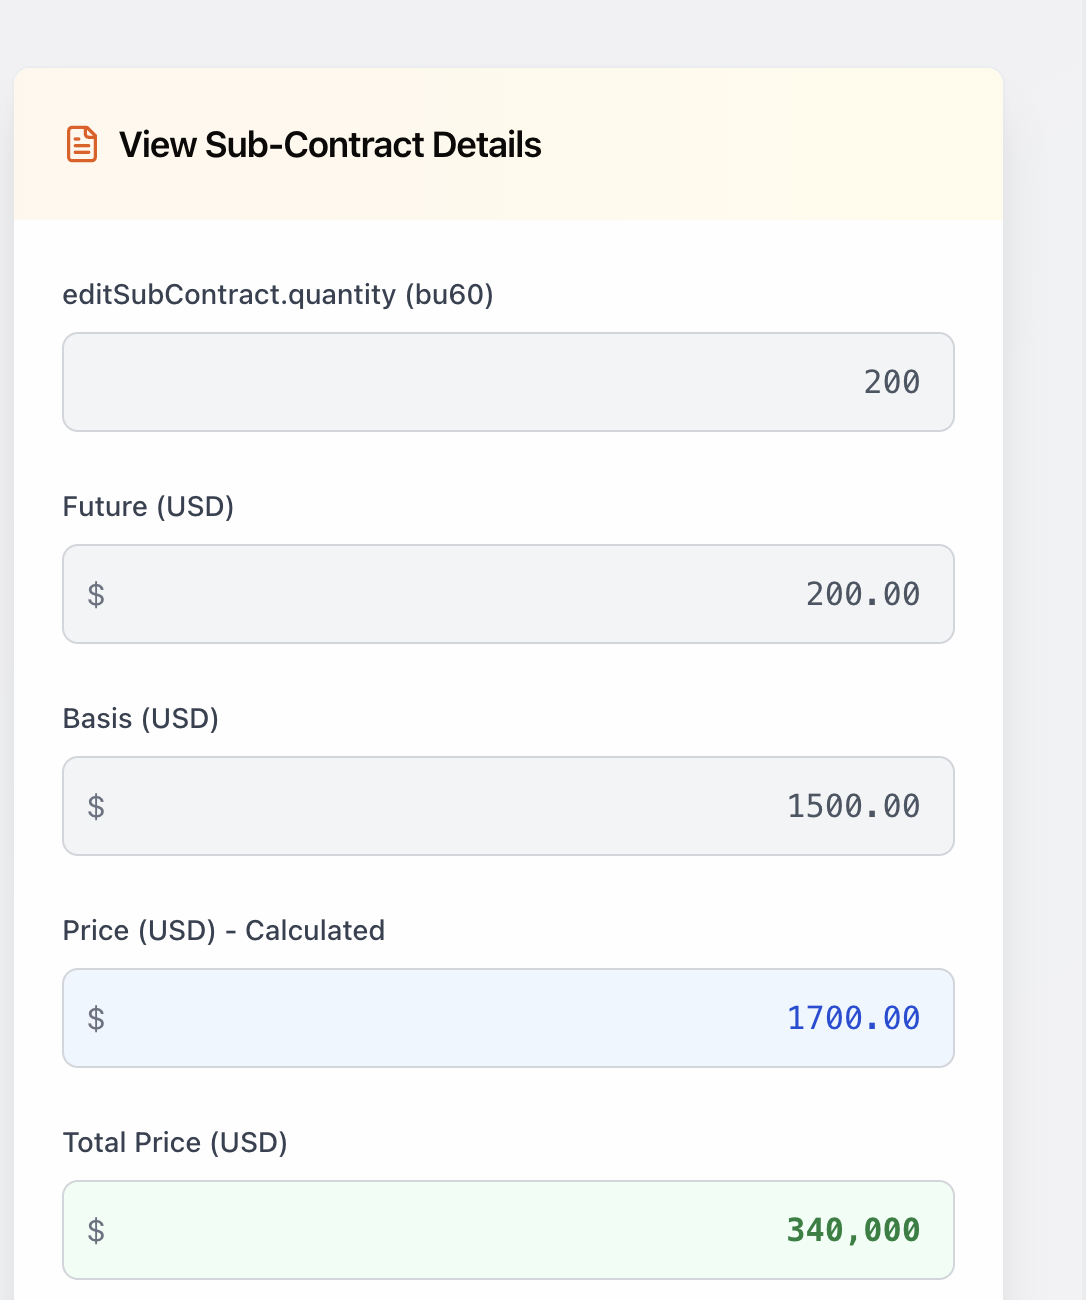 View Sub-Contract Details
editSubContract.quantity (bu60)
200
Future (USD)
$ 200.00
Basis (USD)
$ 1500.00
Price (USD) - Calculated
$ 1700.00
Total Price (USD)
$ 340,000